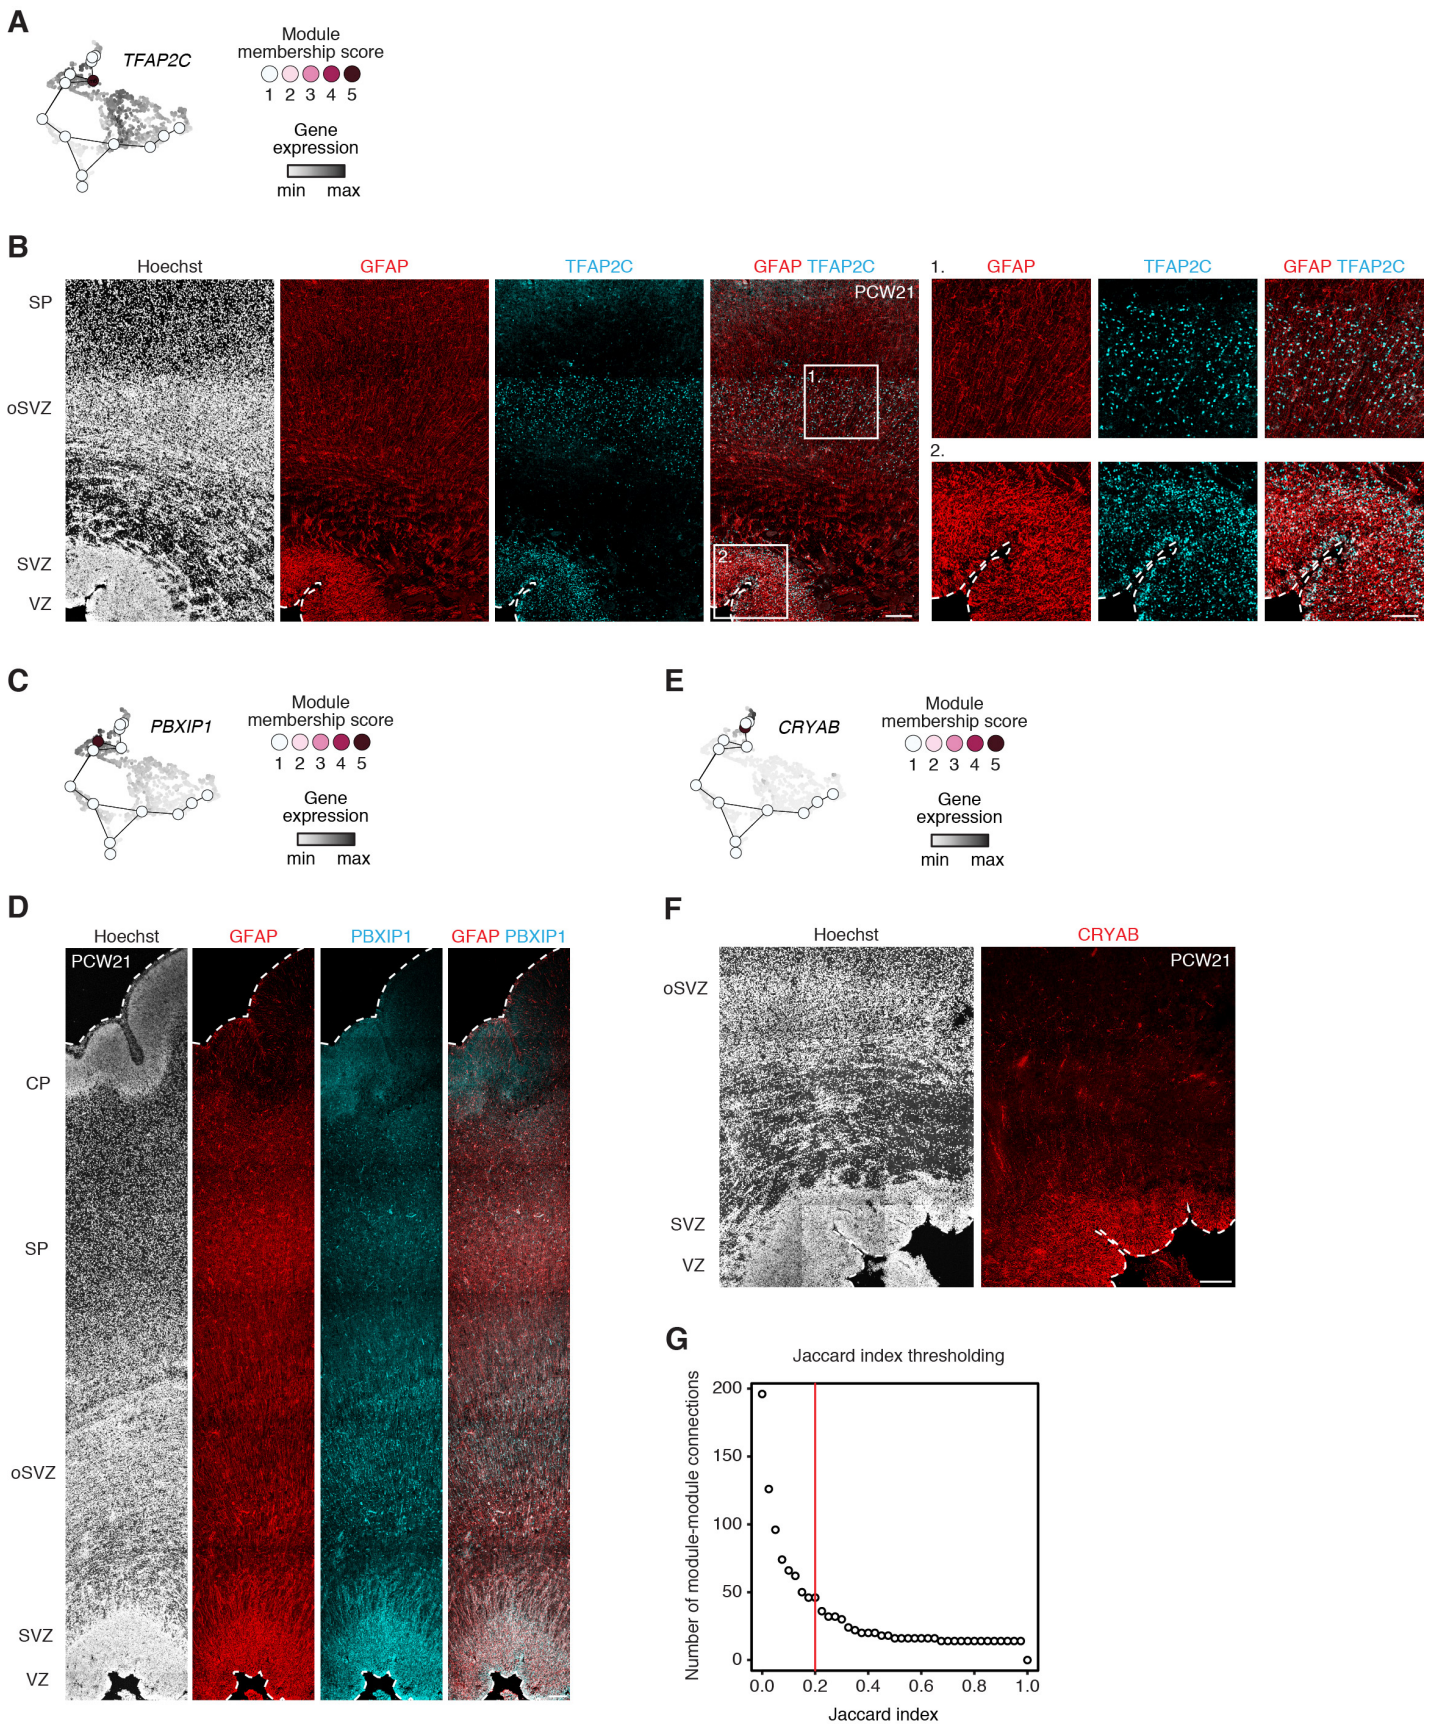 A
TFAP2C
Module
membership score
1 2 3 4 5
Gene
expression
min max
B
Hoechst GFAP TFAP2C GFAP TFAP2C 1. GFAP TFAP2C GFAP TFAP2C
SP
PCW21
1
oSVZ
2.
SVZ
2
VZ
C
PBXIP1
Module
membership score
1 2 3 4 5
Gene
expression
min max
E
CRYAB
Module
membership score
1 2 3 4 5
Gene
expression
min max
D
Hoechst GFAP PBXIP1 GFAP PBXIP1
PCW21
CP
SP
oSVZ
SVZ
VZ
F
Hoechst CRYAB
PCW21
oSVZ
SVZ
VZ
G
Jaccard index thresholding
Number of module-module connections
200
150
100
50
0
0.0 0.2 0.4 0.6 0.8 1.0
Jaccard index